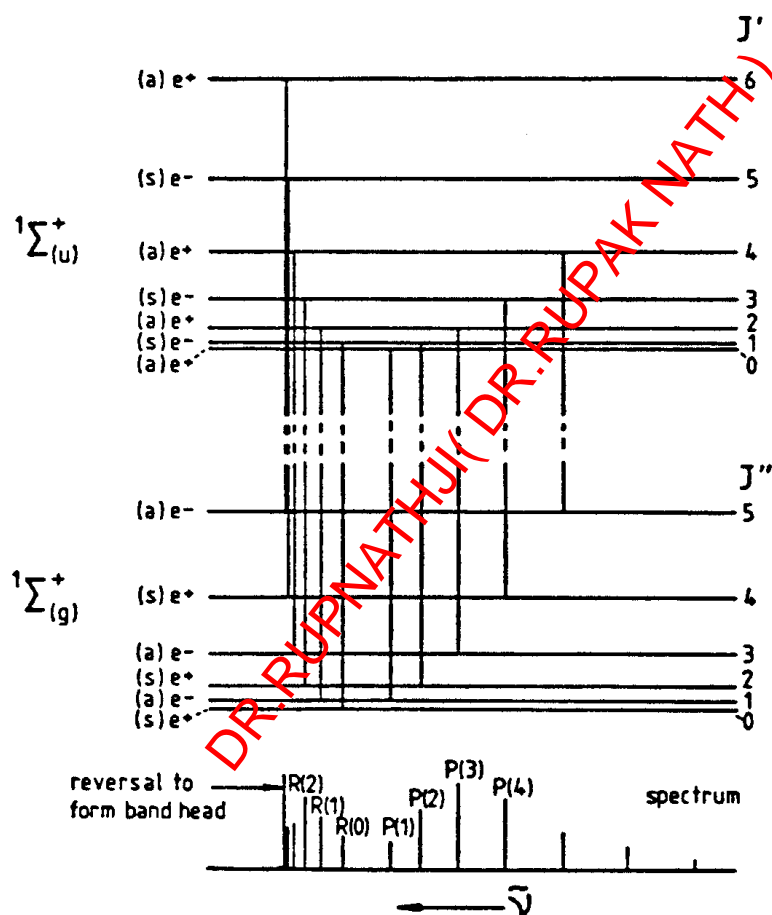 J'
(a) e+ 6
(s) e- 5
¹Σ⁺(u)
(a) e+ 4
(s) e- 3
(a) e+ 2
(s) e- 1
(a) e+ 0
J"
(a) e- 5
¹Σ⁺(g)
(s) e+ 4
(a) e- 3
(s) e+ 2
(a) e- 1
(s) e+ 0
DR.RUPNATHJI( DR.RUPAK NATH )
reversal to
form band head
R(2)
R(1)
R(0)
P(1)
P(2)
P(3)
P(4)
spectrum
ν̃